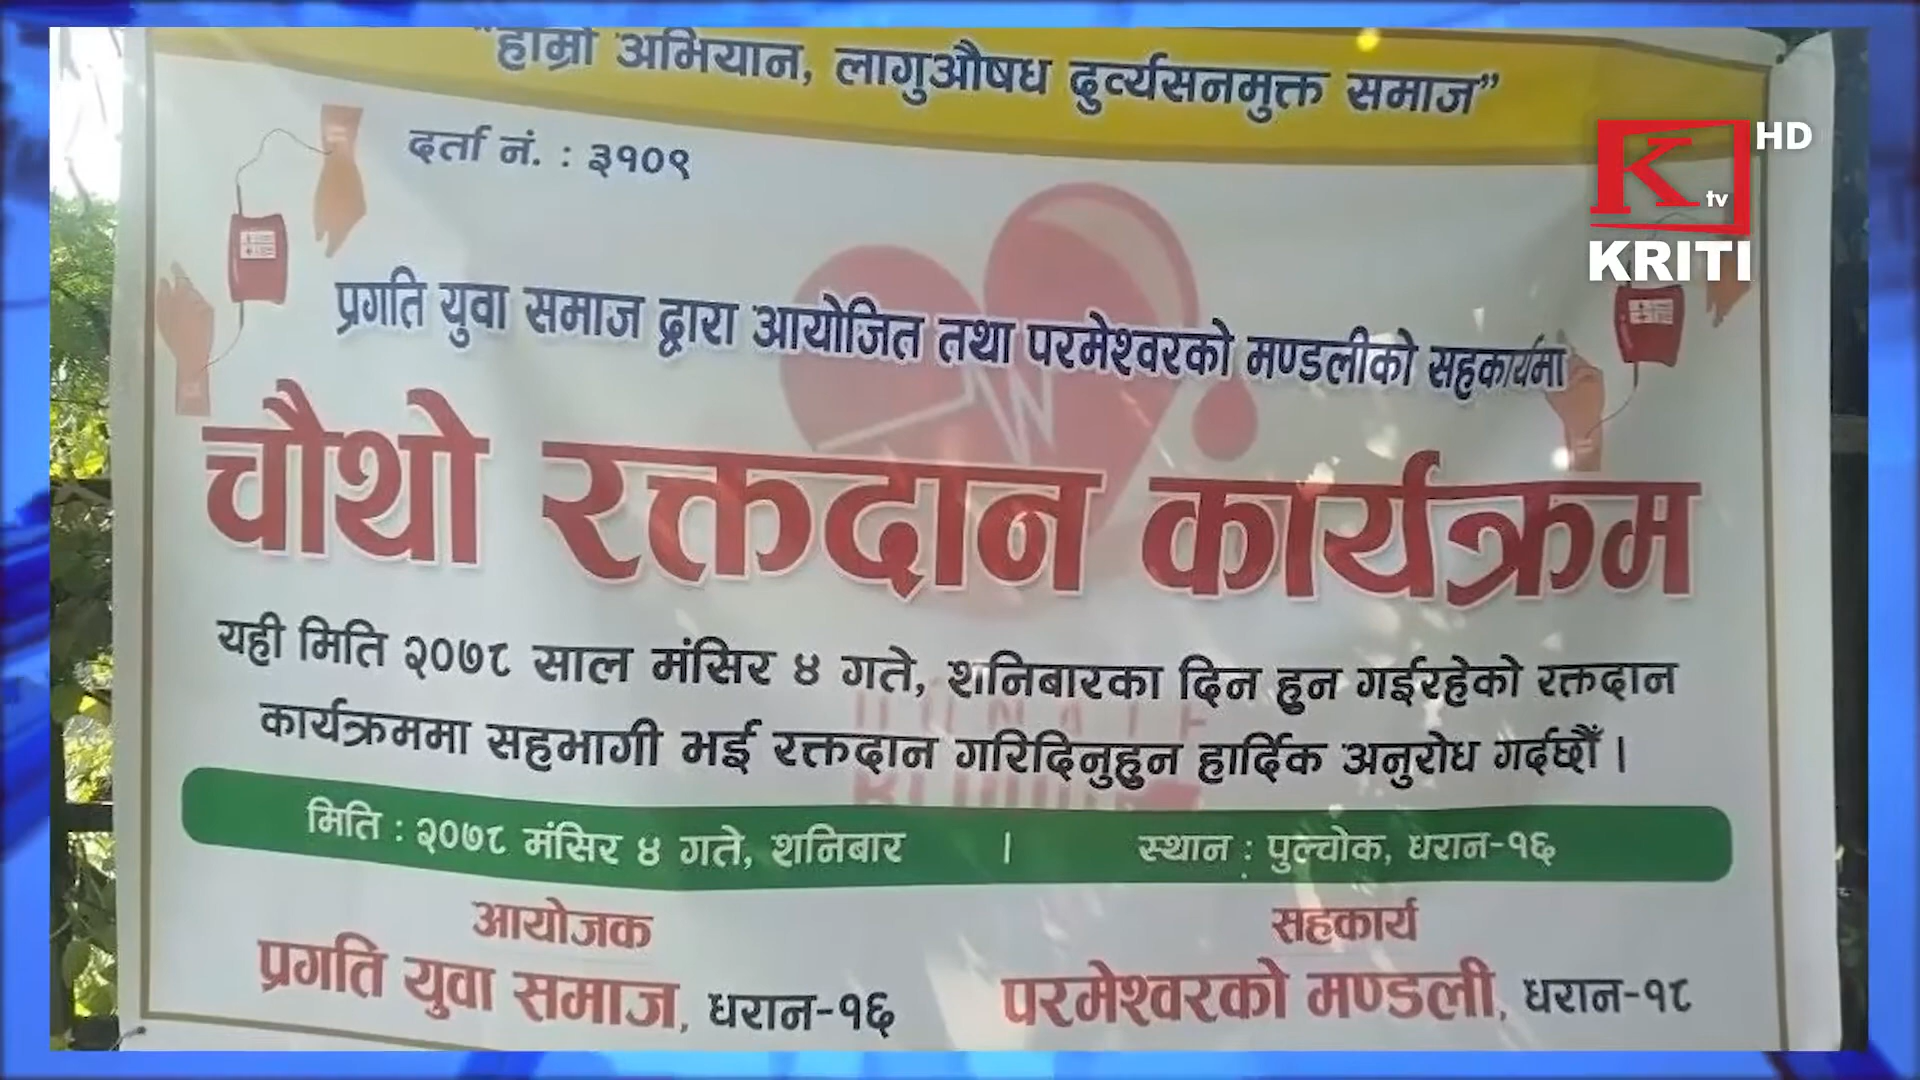 "हाम्रो अभियान, लागुऔषध दुर्व्यसनमुक्त समाज"
दर्ता नं. : ३१०९
HD
K tv
KRITI
प्रगति युवा समाज द्वारा आयोजित तथा परमेश्वरको मण्डलीको सहकार्यमा
चौथो रक्तदान कार्यक्रम
यही मिति २०७८ साल मंसिर ४ गते, शनिबारका दिन हुन गईरहेको रक्तदान
कार्यक्रममा सहभागी भई रक्तदान गरिदिनुहुन हार्दिक अनुरोध गर्दछौं ।
DONATE
BLOOD
मिति : २०७८ मंसिर ४ गते, शनिबार | स्थान : पुल्चोक, धरान-१६
आयोजक
प्रगति युवा समाज, धरान-१६
सहकार्य
परमेश्वरको मण्डली, धरान-१८